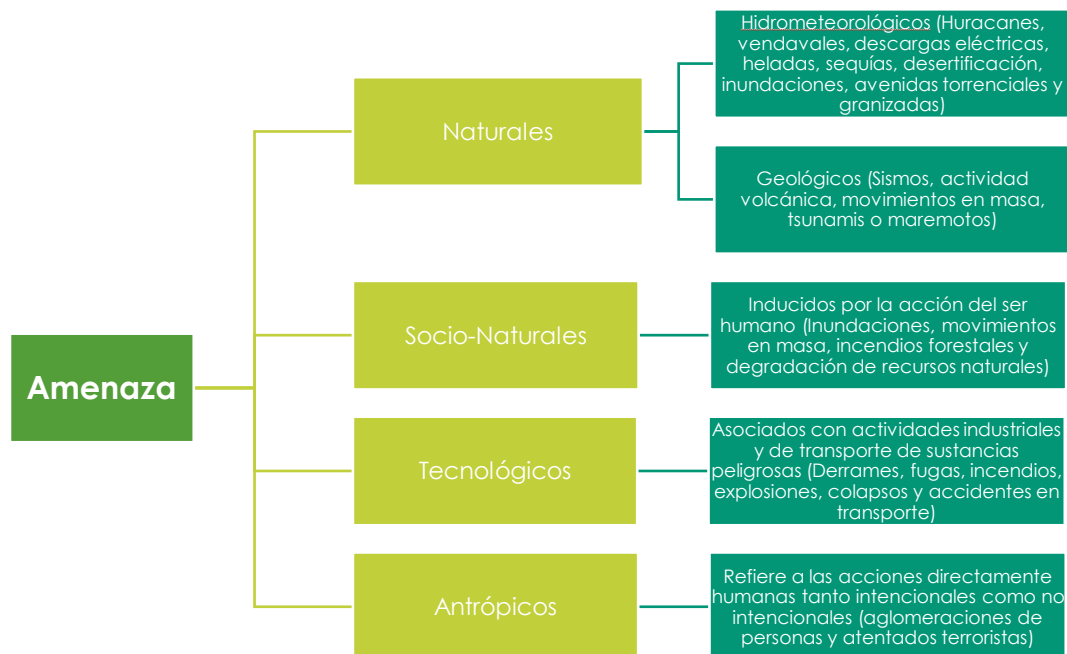 Amenaza
Naturales
Hidrometeorológicos (Huracanes,
vendavales, descargas eléctricas,
heladas, sequías, desertificación,
inundaciones, avenidas torrenciales y
granizadas)
Geológicos (Sismos, actividad
volcánica, movimientos en masa,
tsunamis o maremotos)
Socio-Naturales
Inducidos por la acción del ser
humano (Inundaciones, movimientos
en masa, incendios forestales y
degradación de recursos naturales)
Tecnológicos
Asociados con actividades industriales
y de transporte de sustancias
peligrosas (Derrames, fugas, incendios,
explosiones, colapsos y accidentes en
transporte)
Antrópicos
Refiere a las acciones directamente
humanas tanto intencionales como no
intencionales (aglomeraciones de
personas y atentados terroristas)